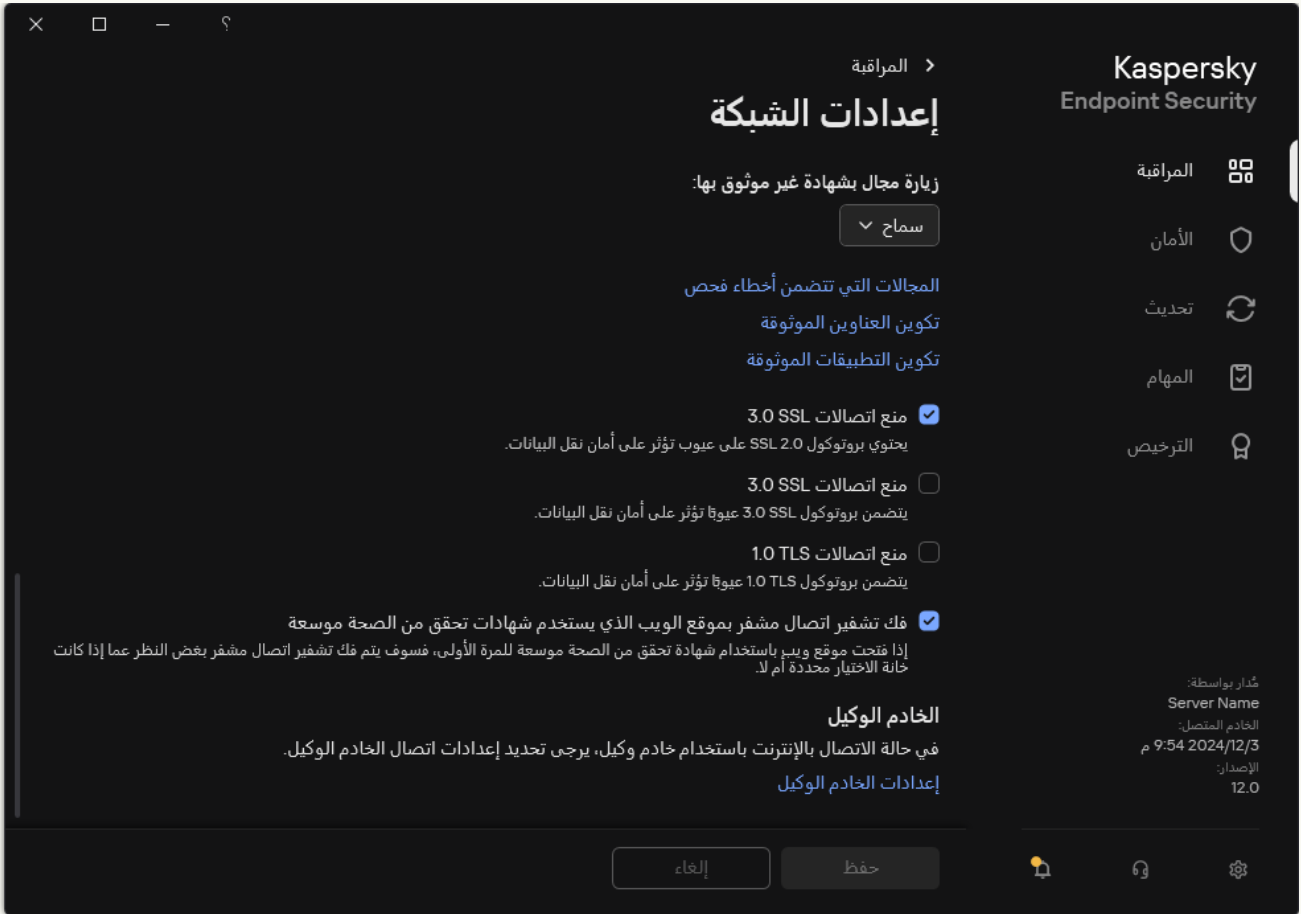 ؟
Kaspersky
Endpoint Security
المراقبة
الأمان
تحديث
المهام
الترخيص
مُدار بواسطة:
Server Name
الخادم المتصل:
2024/12/3 9:54 م
الإصدار:
12.0
المراقبة
إعدادات الشبكة
زيارة مجال بشهادة غير موثوق بها:
سماح
المجالات التي تتضمن أخطاء فحص
تكوين العناوين الموثوقة
تكوين التطبيقات الموثوقة
منع اتصالات SSL 3.0
يحتوي بروتوكول SSL 2.0 على عيوب تؤثر على أمان نقل البيانات.
منع اتصالات SSL 3.0
يتضمن بروتوكول SSL 3.0 عيوبًا تؤثر على أمان نقل البيانات.
منع اتصالات TLS 1.0
يتضمن بروتوكول TLS 1.0 عيوبًا تؤثر على أمان نقل البيانات.
فك تشفير اتصال مشفر بموقع الويب الذي يستخدم شهادات تحقق من الصحة موسعة
إذا فتحت موقع ويب باستخدام شهادة تحقق من الصحة موسعة للمرة الأولى، فسوف يتم فك تشفير اتصال مشفر بغض النظر عما إذا كانت
خانة الاختيار محددة أم لا.
الخادم الوكيل
في حالة الاتصال بالإنترنت باستخدام خادم وكيل، يرجى تحديد إعدادات اتصال الخادم الوكيل.
إعدادات الخادم الوكيل
حفظ
إلغاء